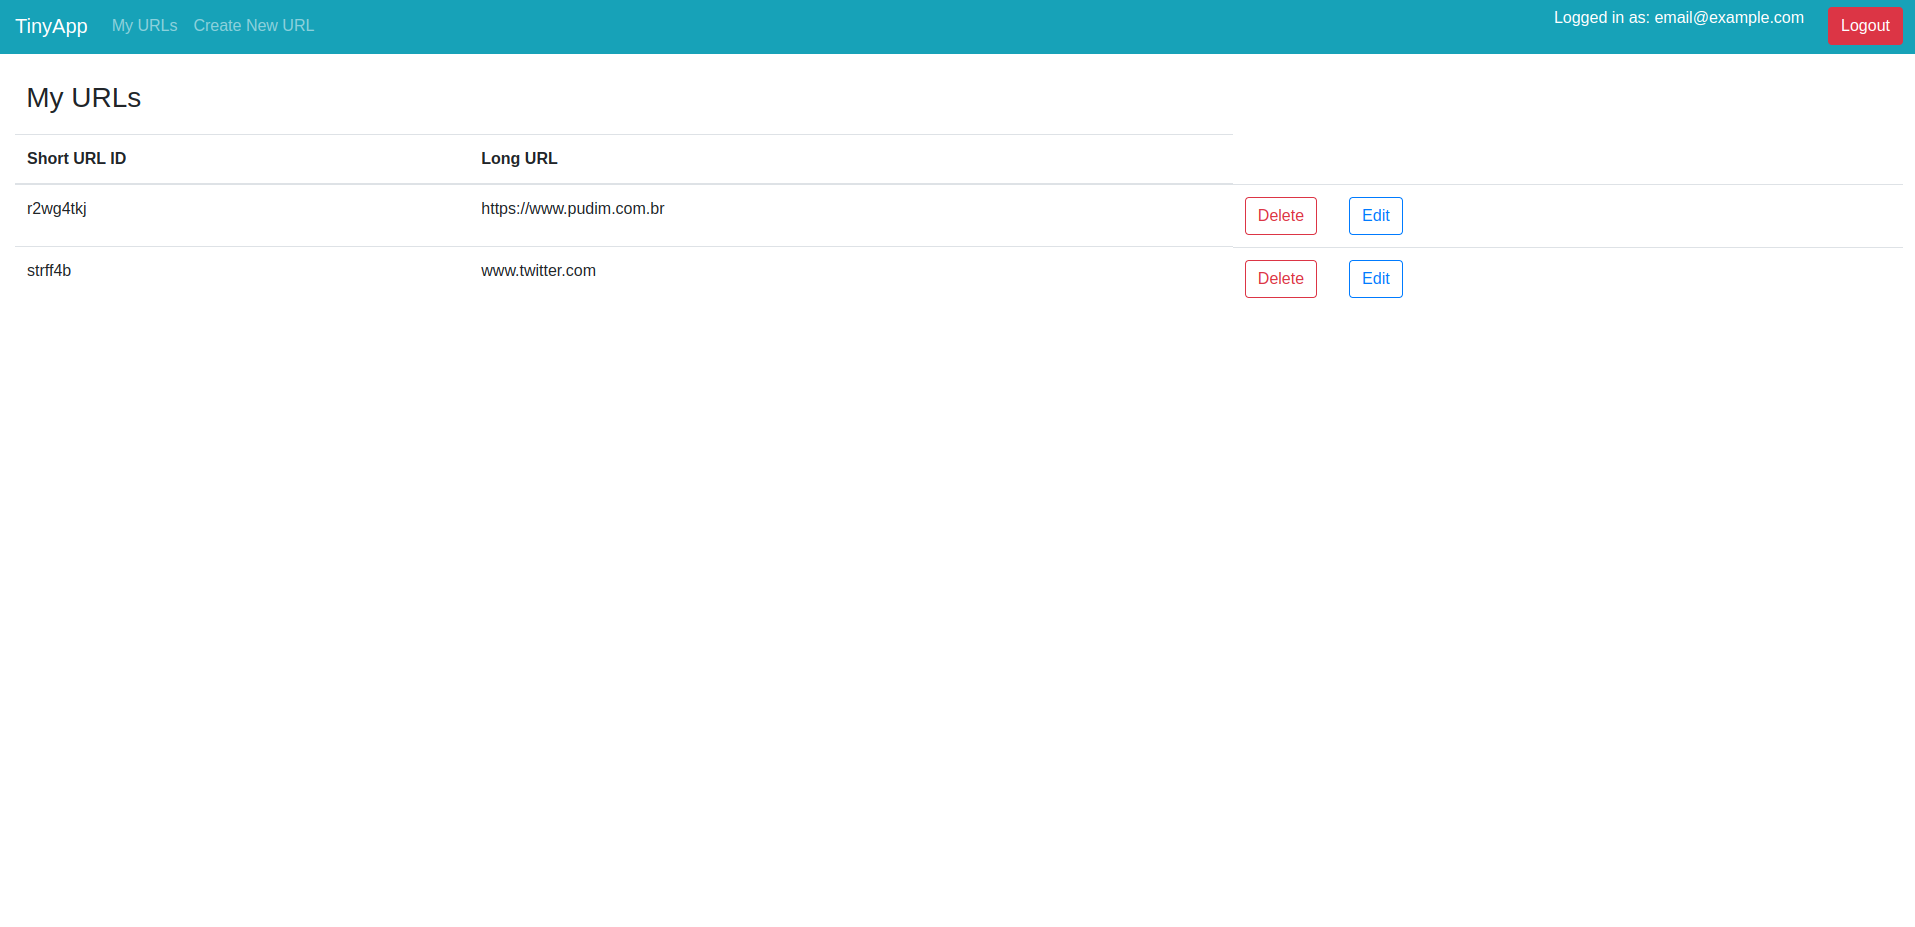 TinyApp My URLs Create New URL Logged in as: email@example.com Logout
My URLs
Short URL ID Long URL
r2wg4tkj https://www.pudim.com.br Delete Edit
strff4b www.twitter.com Delete Edit